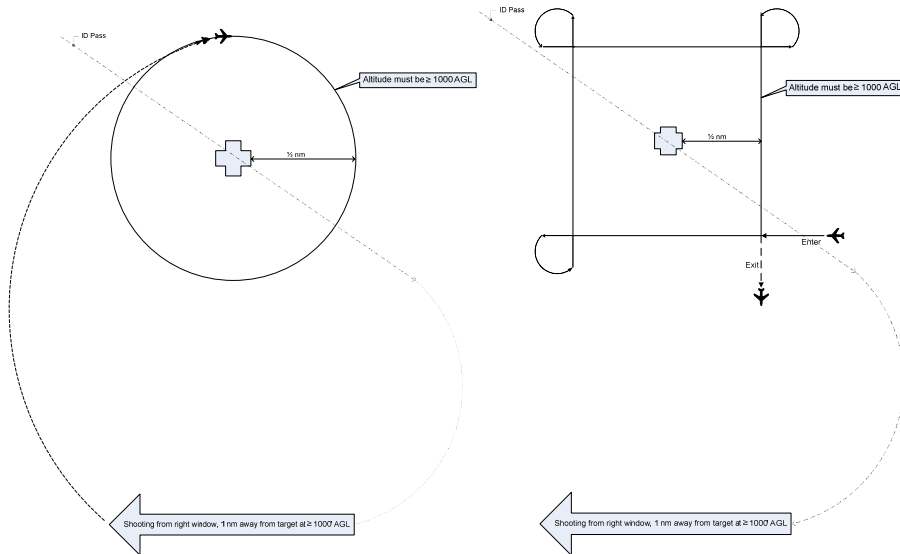 ID Pass
Altitude must be ≥ 1000 AGL
½ nm
Shooting from right window, 1 nm away from target at ≥ 1000' AGL
ID Pass
Altitude must be ≥ 1000 AGL
½ nm
Enter
Exit
Shooting from right window, 1 nm away from target at ≥ 1000' AGL